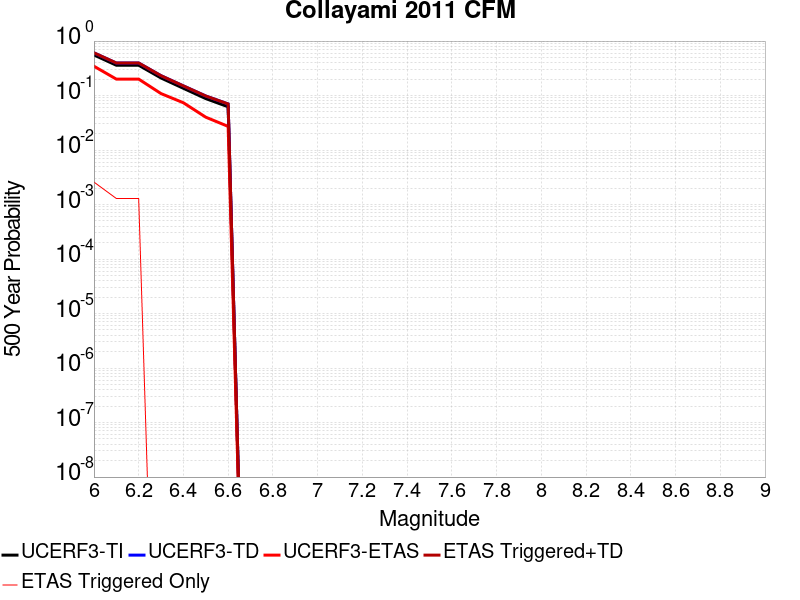 Collayami 2011 CFM
10^0
10^-1
10^-2
10^-3
10^-4
10^-5
10^-6
10^-7
10^-8
500 Year Probability
6 6.2 6.4 6.6 6.8 7 7.2 7.4 7.6 7.8 8 8.2 8.4 8.6 8.8 9
Magnitude
UCERF3-TI UCERF3-TD UCERF3-ETAS ETAS Triggered+TD
ETAS Triggered Only